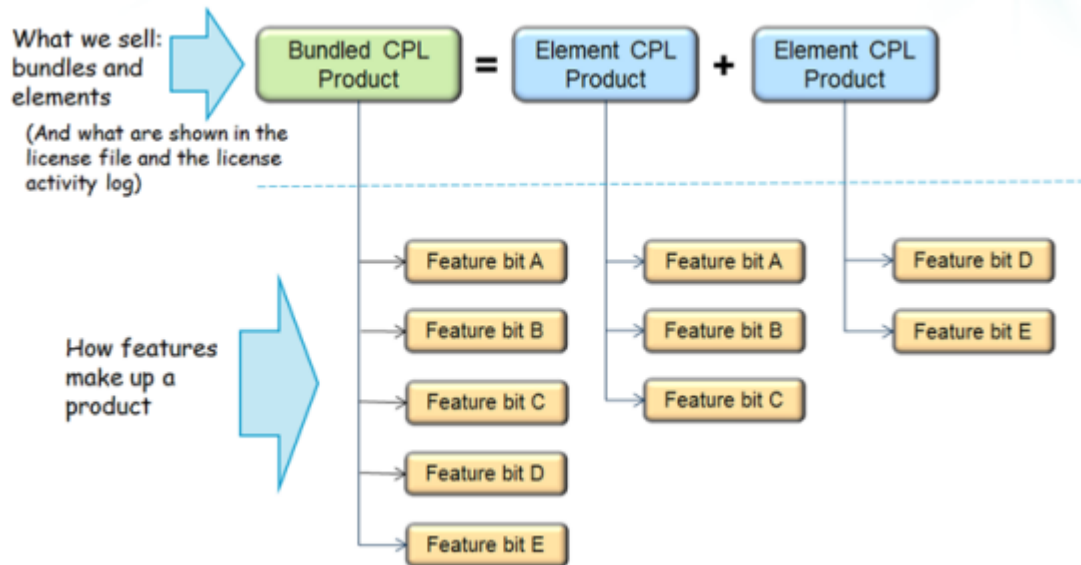 What we sell:
bundles and
elements
(And what are shown in the
license file and the license
activity log)
Bundled CPL
Product
=
Element CPL
Product
+
Element CPL
Product
How features
make up a
product
Feature bit A
Feature bit B
Feature bit C
Feature bit D
Feature bit E
Feature bit A
Feature bit B
Feature bit C
Feature bit D
Feature bit E